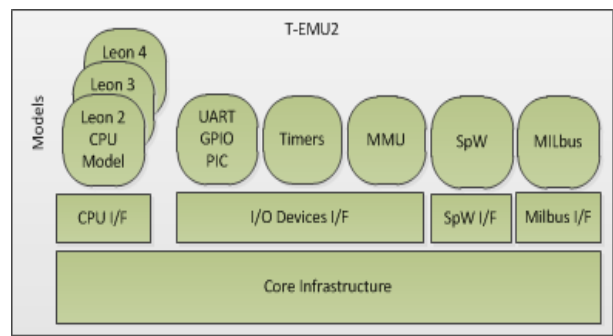 T-EMU2
Models
Leon 4
Leon 3
Leon 2
CPU
Model
UART
GPIO
PIC
Timers
MMU
SpW
MILbus
CPU I/F
I/O Devices I/F
SpW I/F
Milbus I/F
Core Infrastructure